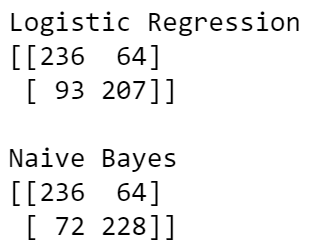 Logistic Regression
[[236  64]
 [ 93 207]]
Naive Bayes
[[236  64]
 [ 72 228]]